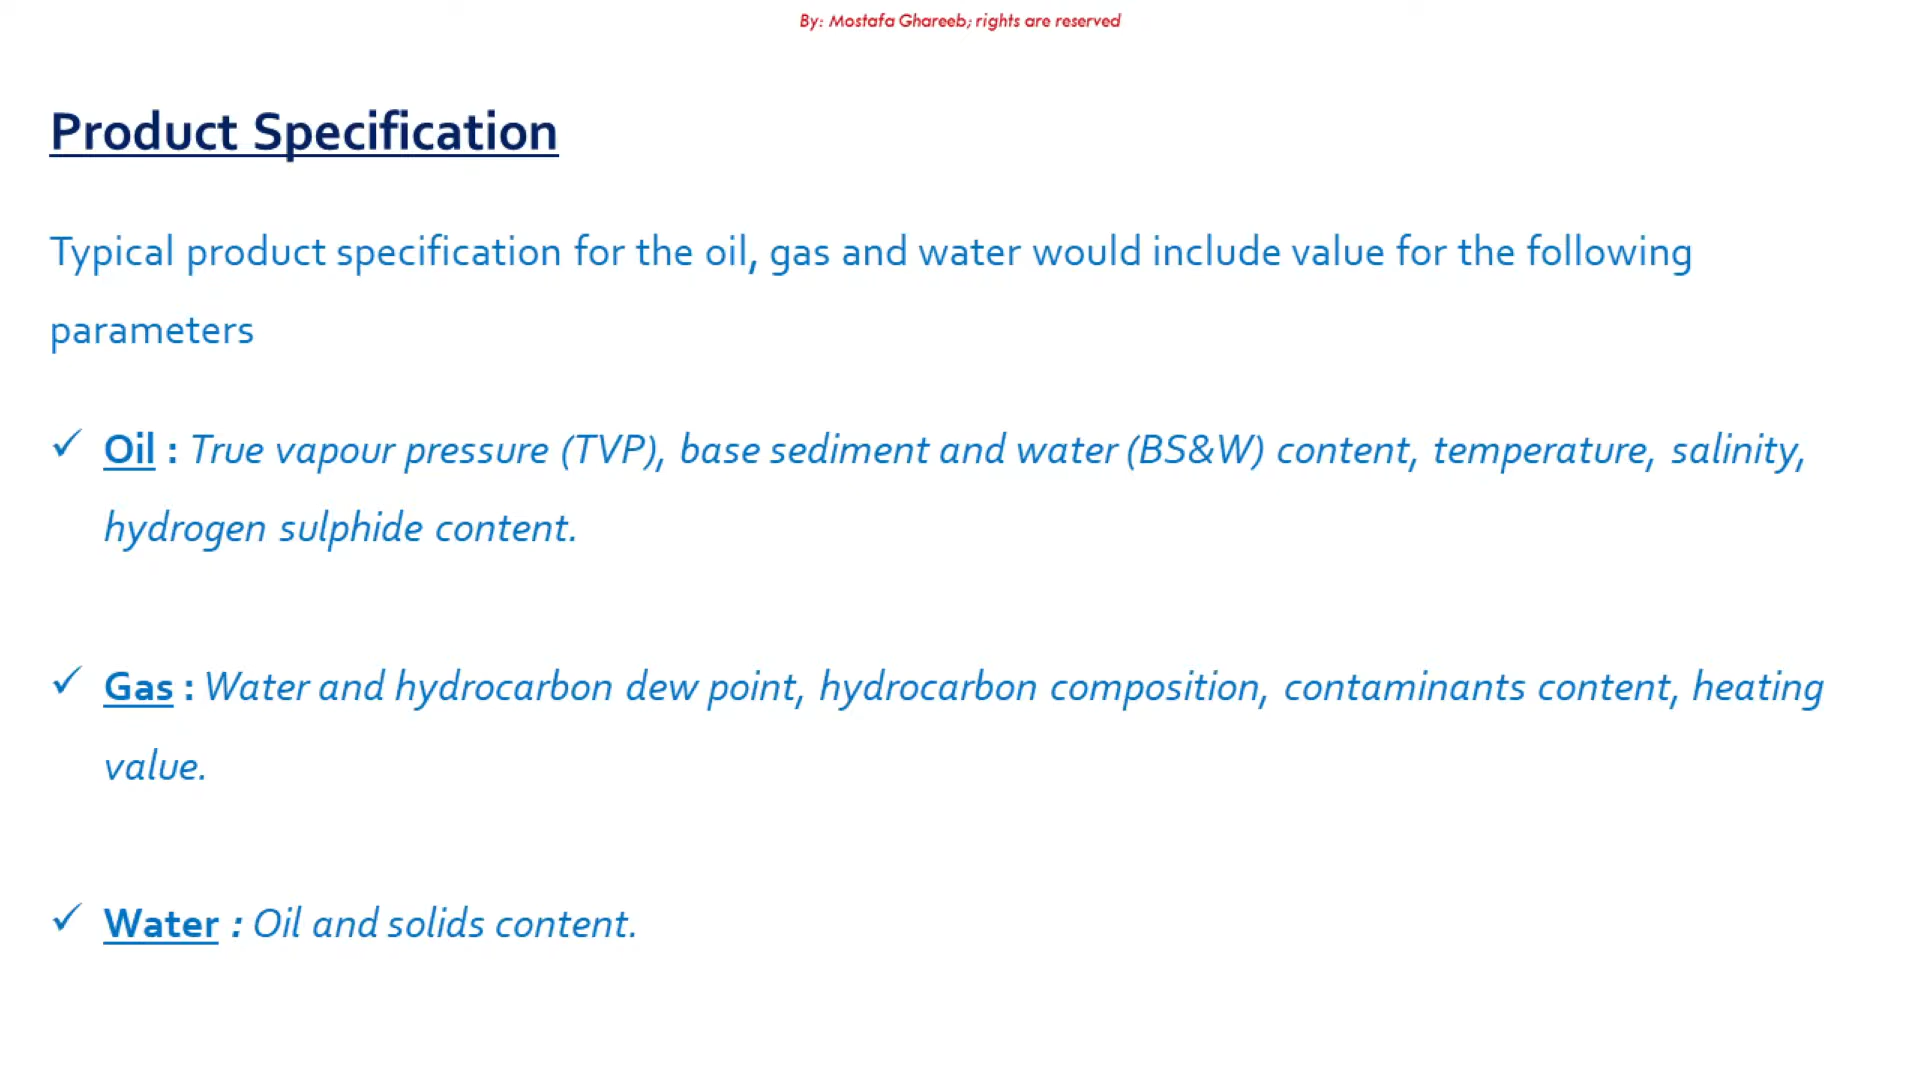 By: Mostafa Ghareeb; rights are reserved
Product Specification
Typical product specification for the oil, gas and water would include value for the following
parameters
✓ Oil : True vapour pressure (TVP), base sediment and water (BS&W) content, temperature, salinity,
hydrogen sulphide content.
✓ Gas : Water and hydrocarbon dew point, hydrocarbon composition, contaminants content, heating
value.
✓ Water : Oil and solids content.